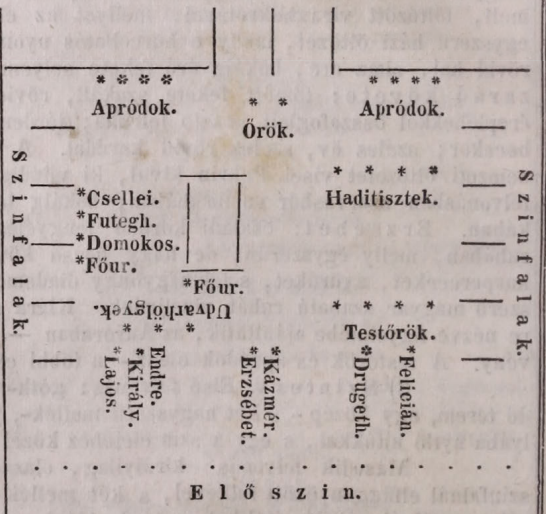 * * * *
Apródok.
* *
Őrök.
* * * *
Apródok.
Szinfalak.
*Csellei.
*Futegh.
*Domokos.
*Főur.
*Főur.
Udvarhölgyek
* * * *
* * *
Haditisztek.
* * * *
Testőrök.
Szinfalak.
Endre.
*Király.
*Lajos.
*Kázmér.
*Erzsébet.
*Felicián.
*Drugeth.
Előszin.